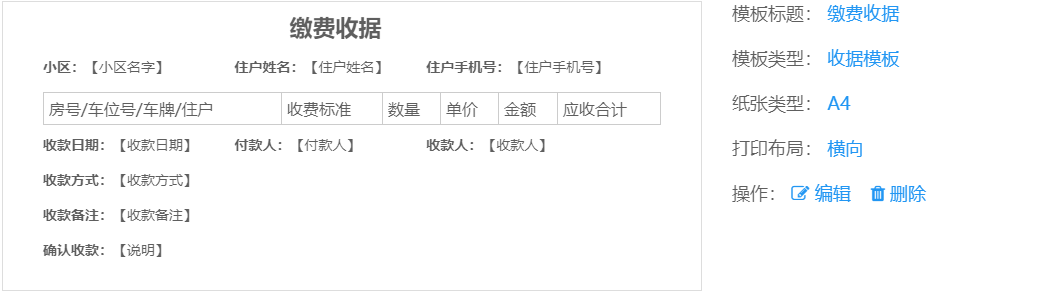 缴费收据
小区：【小区名字】 住户姓名：【住户姓名】 住户手机号：【住户手机号】
房号/车位号/车牌/住户 收费标准 数量 单价 金额 应收合计
收款日期：【收款日期】 付款人：【付款人】 收款人：【收款人】
收款方式：【收款方式】
收款备注：【收款备注】
确认收款：【说明】
模板标题：缴费收据
模板类型：收据模板
纸张类型：A4
打印布局：横向
操作：编辑 删除